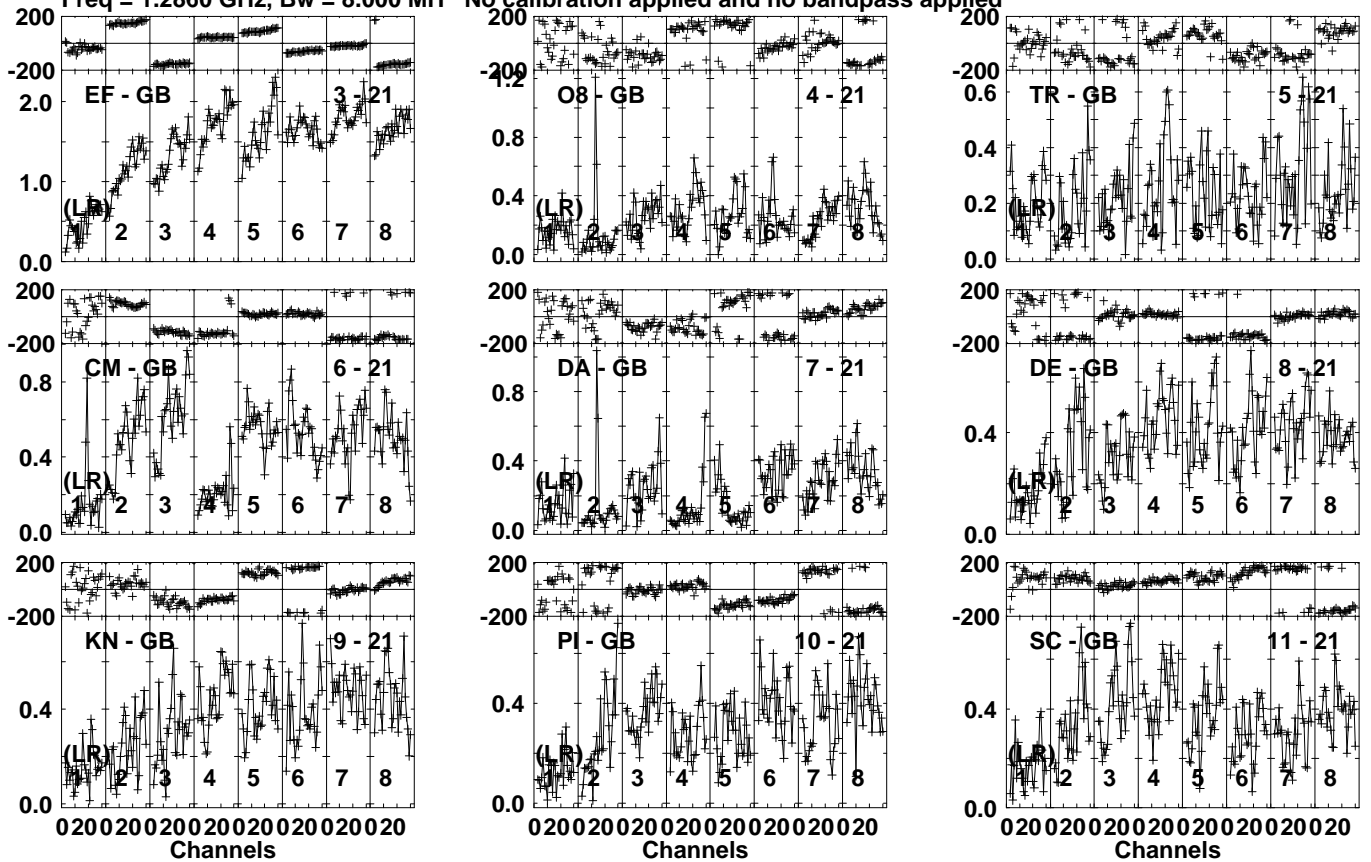 Freq = 1.2860 GHz, Bw = 8.000 MH No calibration applied and no bandpass applied
200 200 200
-200 -200 -200
EF - GB 3 - 21 O8 - GB 4 - 21 TR - GB 5 - 21
2.0 1.2 0.6
1.0 0.8 0.4
0.4 0.2
(LR) (LR) (LR)
1 2 3 4 5 6 7 8 1 2 3 4 5 6 7 8 1 2 3 4 5 6 7 8
0.0 0.0 0.0
200 200 200
-200 -200 -200
CM - GB 6 - 21 DA - GB 7 - 21 DE - GB 8 - 21
0.8 0.8
0.4 0.4 0.4
(LR) (LR) (LR)
1 2 3 4 5 6 7 8 1 2 3 4 5 6 7 8 1 2 3 4 5 6 7 8
0.0 0.0 0.0
200 200 200
-200 -200 -200
KN - GB 9 - 21 PI - GB 10 - 21 SC - GB 11 - 21
0.4 0.4 0.4
(LR) (LR) (LR)
1 2 3 4 5 6 7 8 1 2 3 4 5 6 7 8 1 2 3 4 5 6 7 8
0.0 0.0 0.0
0 20 0 20 0 20 0 20 0 20 0 20 0 20 0 20 0 20 0 20 0 20 0 20 0 20 0 20 0 20 0 20 0 20 0 20 0 20 0 20 0 20 0 20 0 20 0 20
Channels Channels Channels